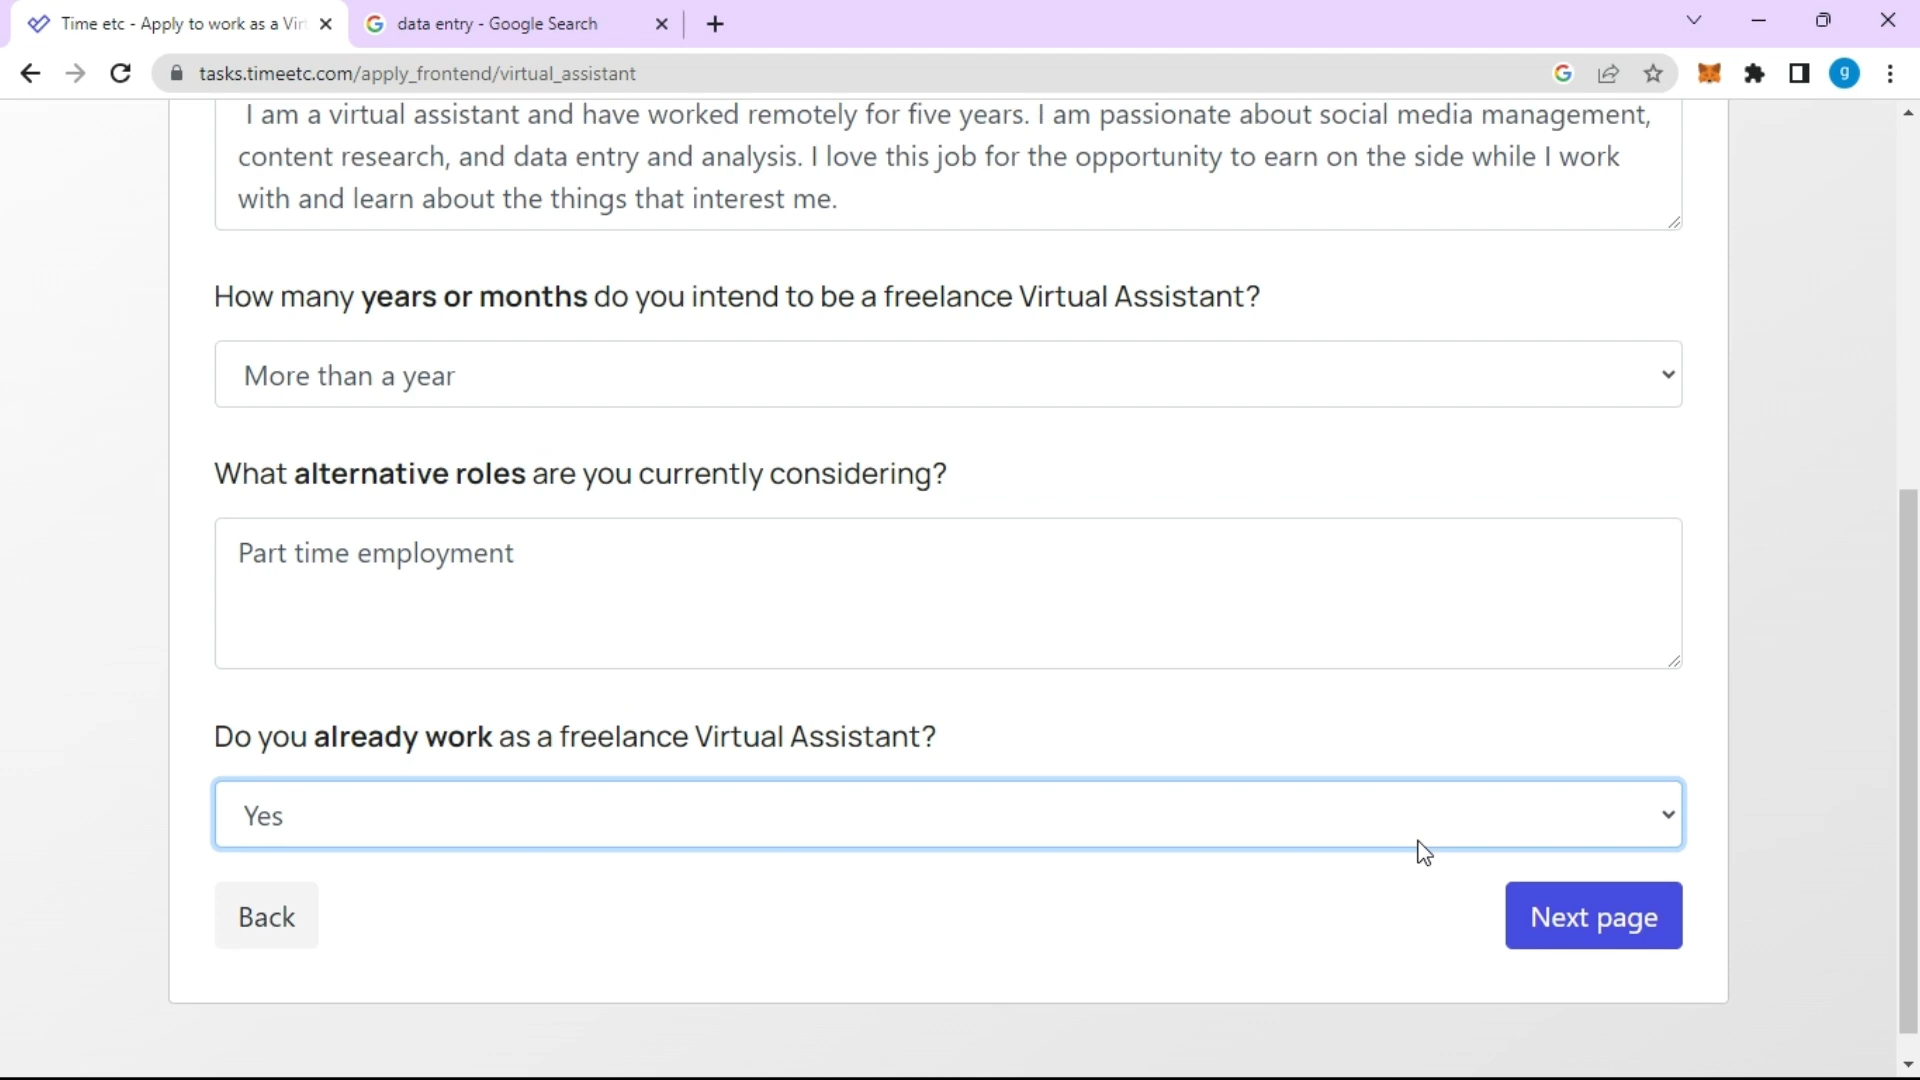 Time etc - Apply to work as a Vir
data entry - Google Search
tasks.timeetc.com/apply_frontend/virtual_assistant
g
I am a virtual assistant and have worked remotely for five years. I am passionate about social media management,
content research, and data entry and analysis. I love this job for the opportunity to earn on the side while I work
with and learn about the things that interest me.
How many years or months do you intend to be a freelance Virtual Assistant?
More than a year
What alternative roles are you currently considering?
Part time employment
Do you already work as a freelance Virtual Assistant?
Yes
Back
Next page